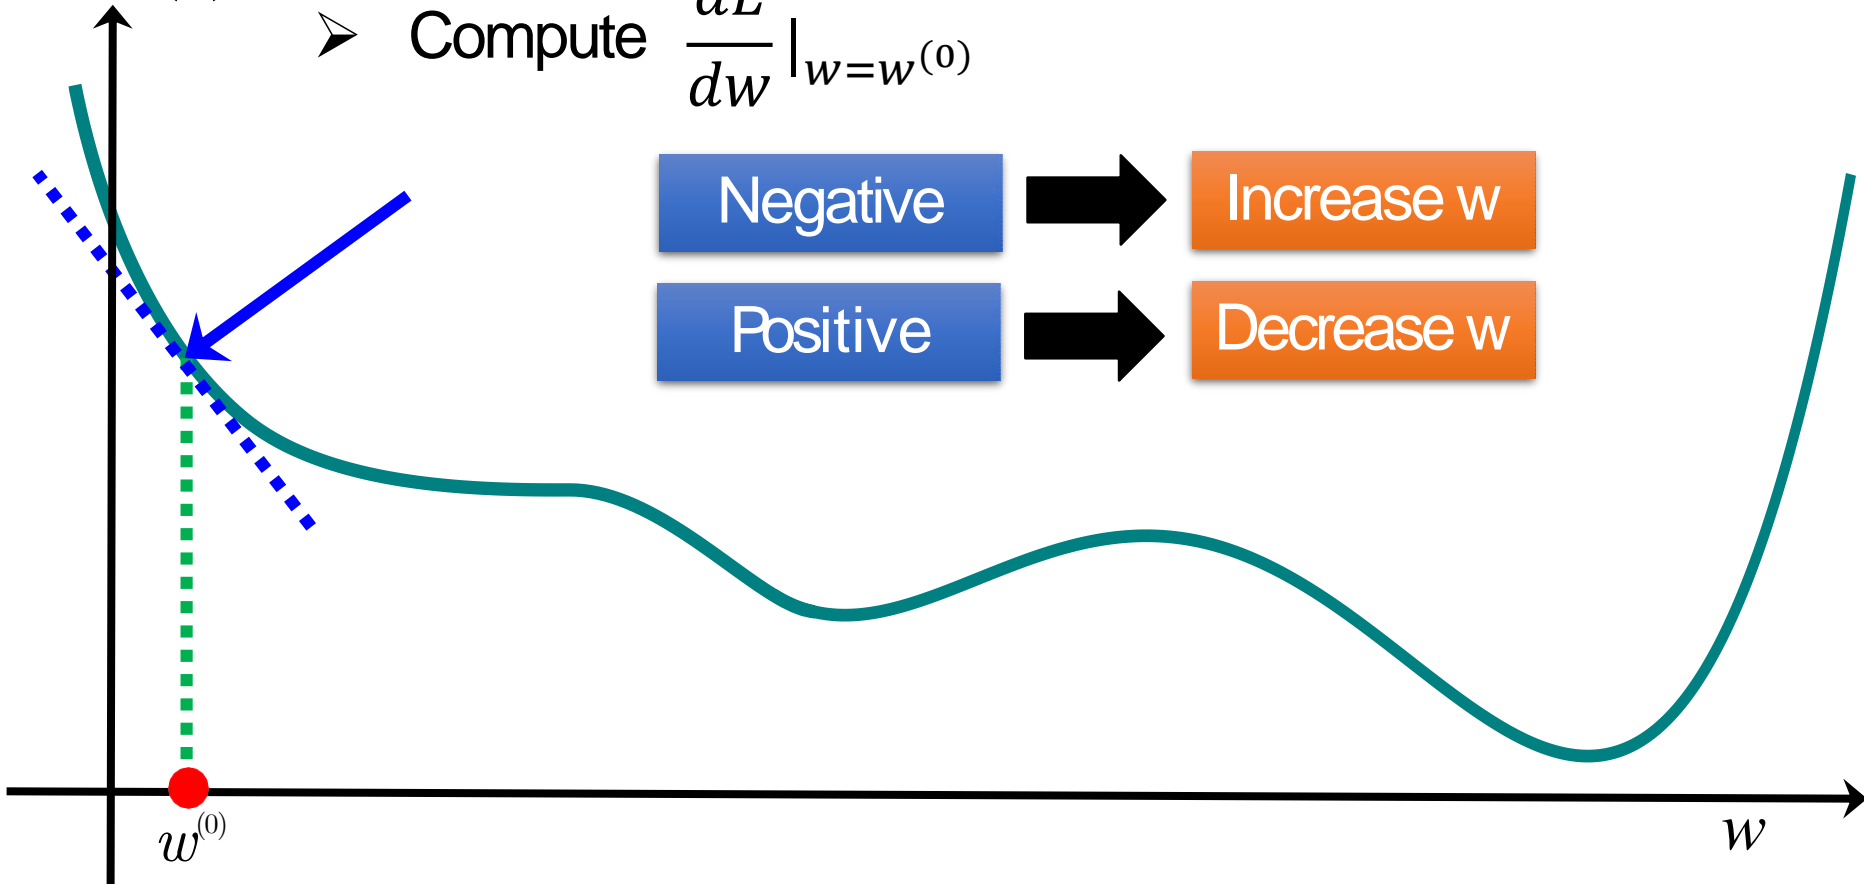 Compute dL/dw |w=w(0)
Negative Increase w
Positive Decrease w
w(0)
w